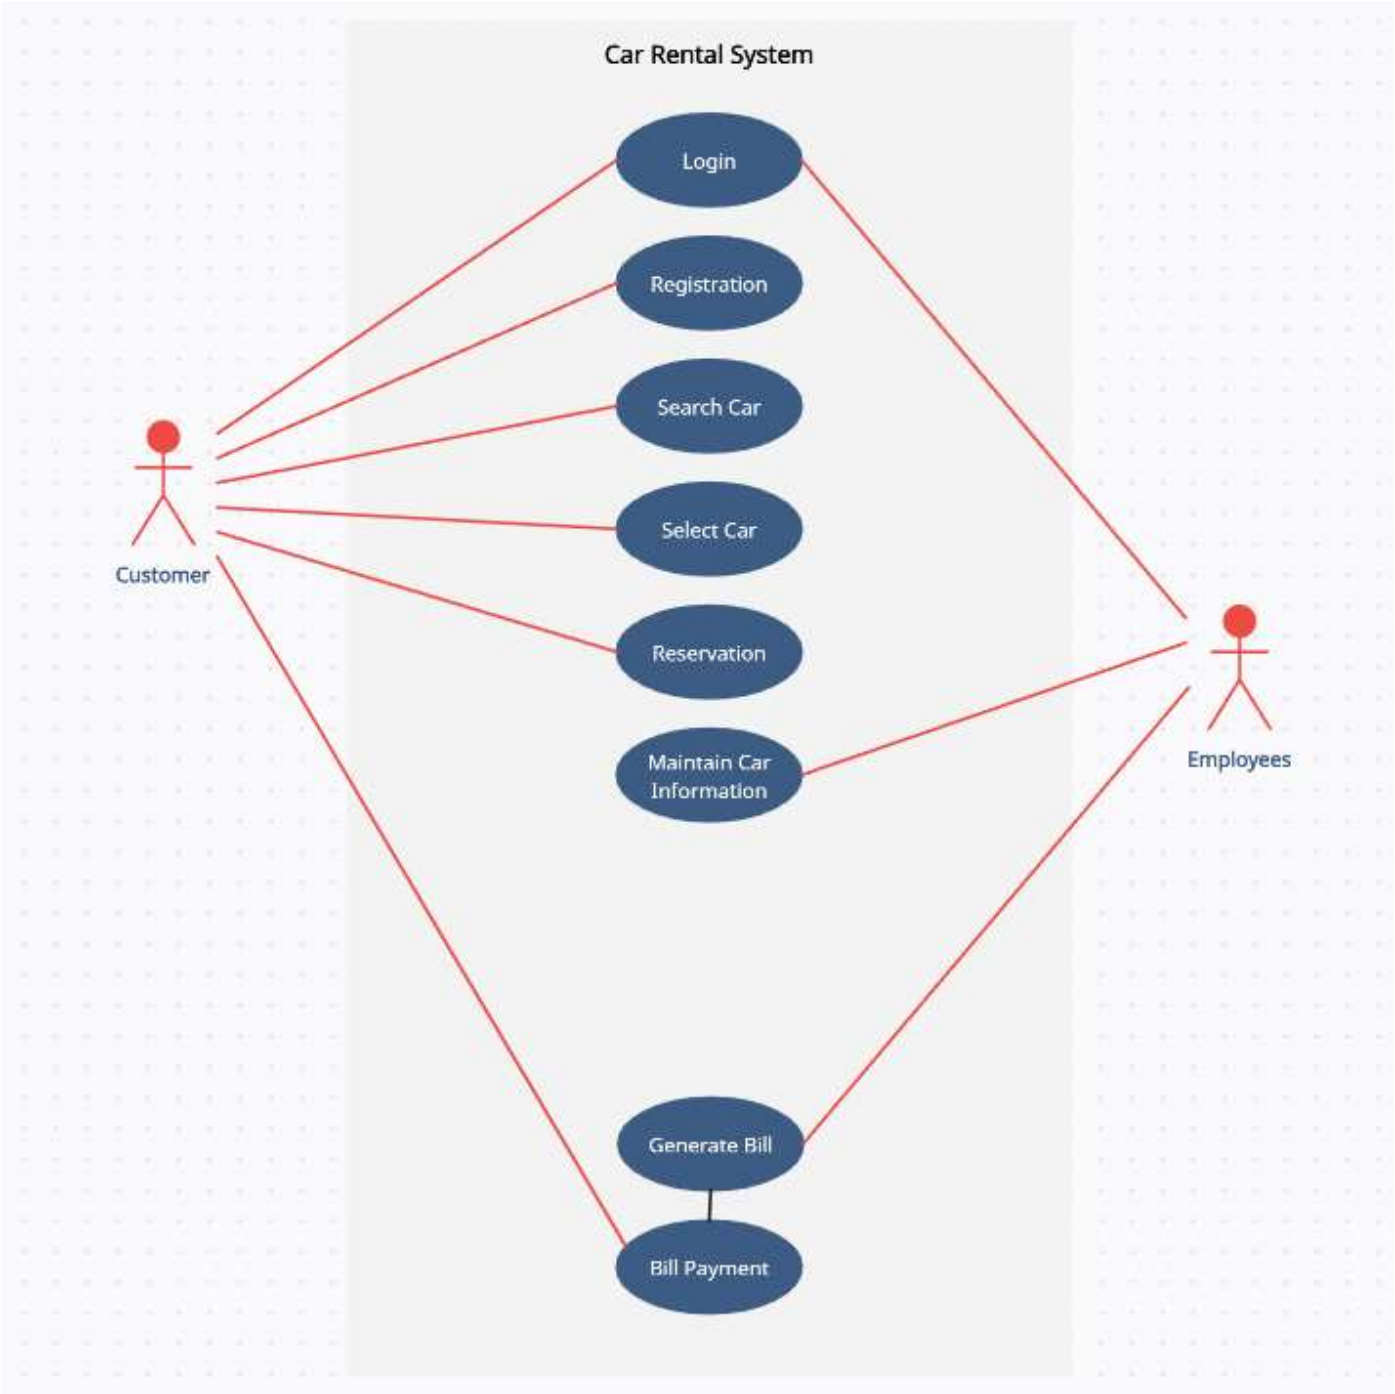 Car Rental System
Login
Registration
Search Car
Select Car
Customer
Reservation
Maintain Car
Information
Employees
Generate Bill
Bill Payment